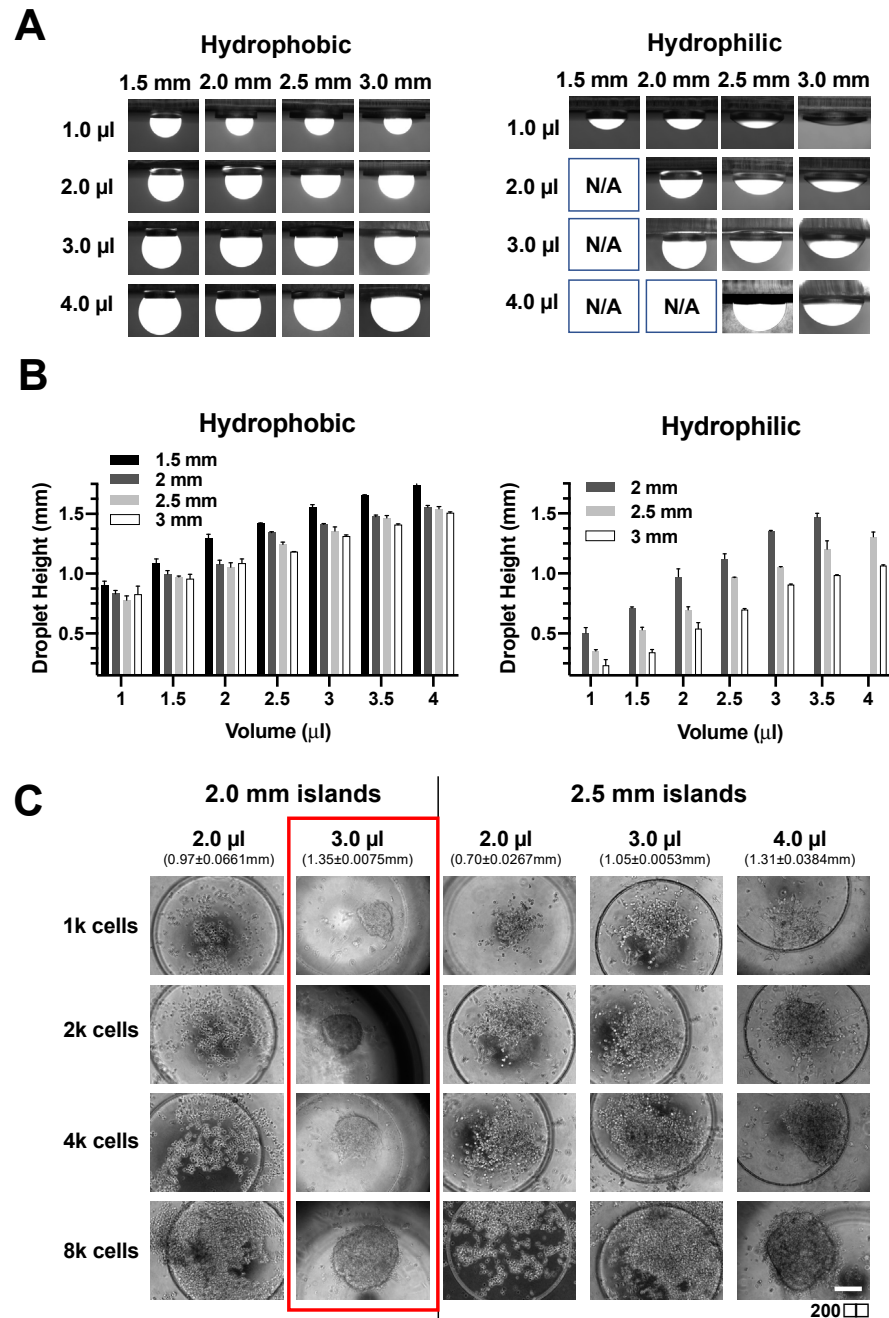 A
Hydrophobic
1.5 mm 2.0 mm 2.5 mm 3.0 mm
1.0 µl
2.0 µl
3.0 µl
4.0 µl
Hydrophilic
1.5 mm 2.0 mm 2.5 mm 3.0 mm
1.0 µl
2.0 µl
N/A
3.0 µl
N/A
4.0 µl
N/A N/A
B
Hydrophobic
1.5 mm
2 mm
2.5 mm
3 mm
Droplet Height (mm)
1.5
1.0
0.5
1 1.5 2 2.5 3 3.5 4
Volume (µl)
Hydrophilic
2 mm
2.5 mm
3 mm
Droplet Height (mm)
1.5
1.0
0.5
1 1.5 2 2.5 3 3.5 4
Volume (µl)
C
2.0 mm islands 2.5 mm islands
2.0 µl 3.0 µl 2.0 µl 3.0 µl 4.0 µl
(0.97±0.0661mm) (1.35±0.0075mm) (0.70±0.0267mm) (1.05±0.0053mm) (1.31±0.0384mm)
1k cells
2k cells
4k cells
8k cells
200